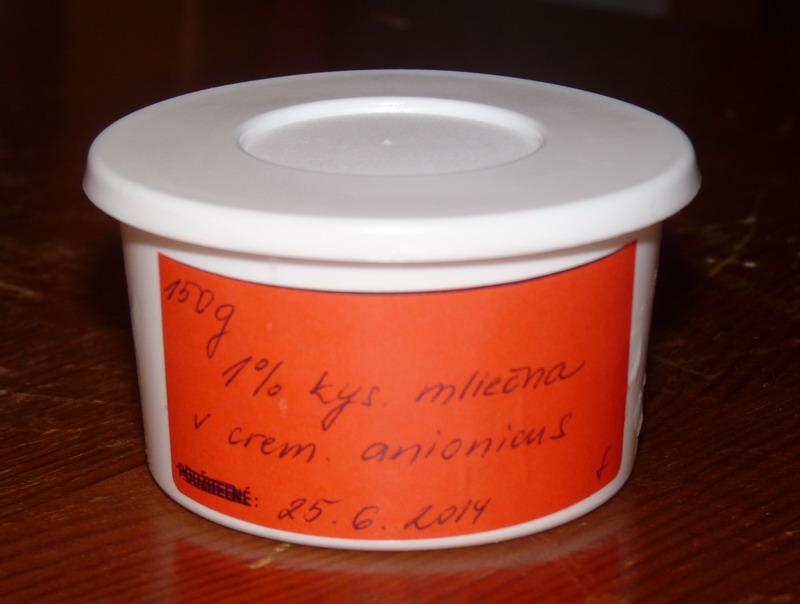 150g
1% kys. mliečna
v crem. anionicus
POUŽITEĽNÉ: 25. 6. 2014